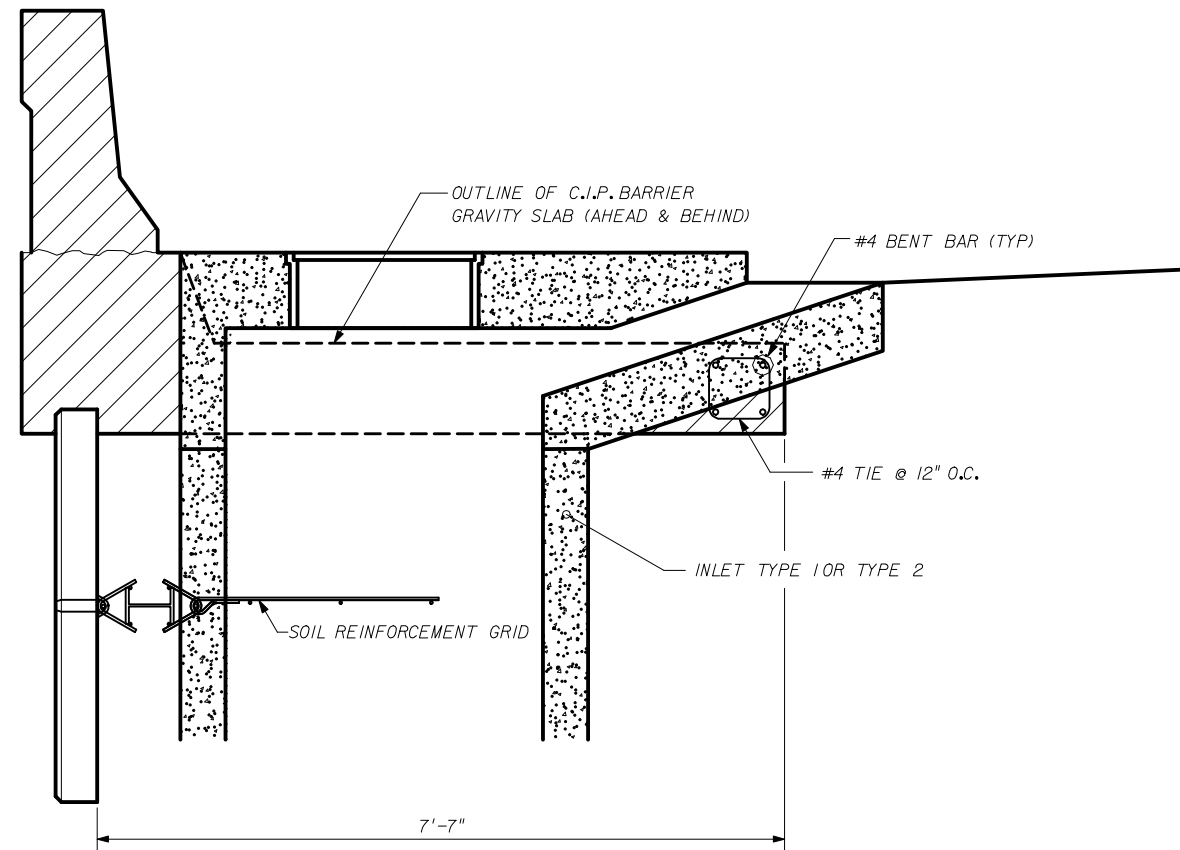 OUTLINE OF C.I.P. BARRIER
GRAVITY SLAB (AHEAD & BEHIND)
#4 BENT BAR (TYP)
#4 TIE @ 12" O.C.
INLET TYPE 1 OR TYPE 2
SOIL REINFORCEMENT GRID
7'-7"